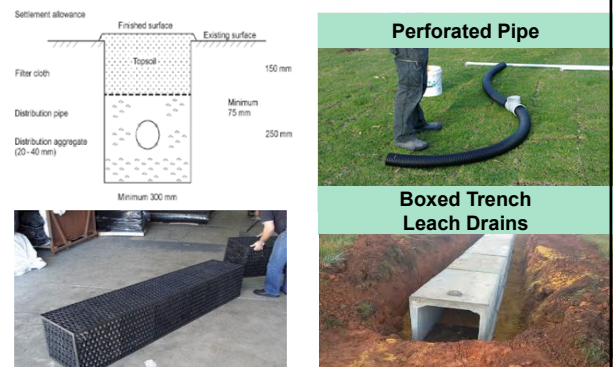 Settlement allowance
Finished surface
Existing surface
Topsoil
150 mm
Filter cloth
Minimum
75 mm
Distribution pipe
250 mm
Distribution aggregate
(20 - 40 mm)
Minimum 300 mm
Perforated Pipe
Boxed Trench
Leach Drains